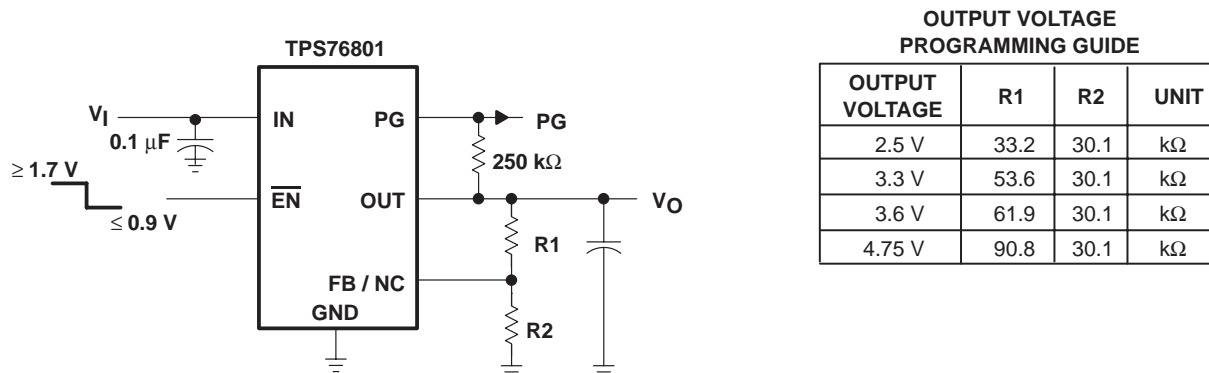 TPS76801
V_I
0.1 μF
≥ 1.7 V
≤ 0.9 V
IN
EN
PG
OUT
FB / NC
GND
PG
250 kΩ
V_O
R1
R2
OUTPUT VOLTAGE
PROGRAMMING GUIDE
OUTPUT VOLTAGE R1 R2 UNIT
2.5 V 33.2 30.1 kΩ
3.3 V 53.6 30.1 kΩ
3.6 V 61.9 30.1 kΩ
4.75 V 90.8 30.1 kΩ